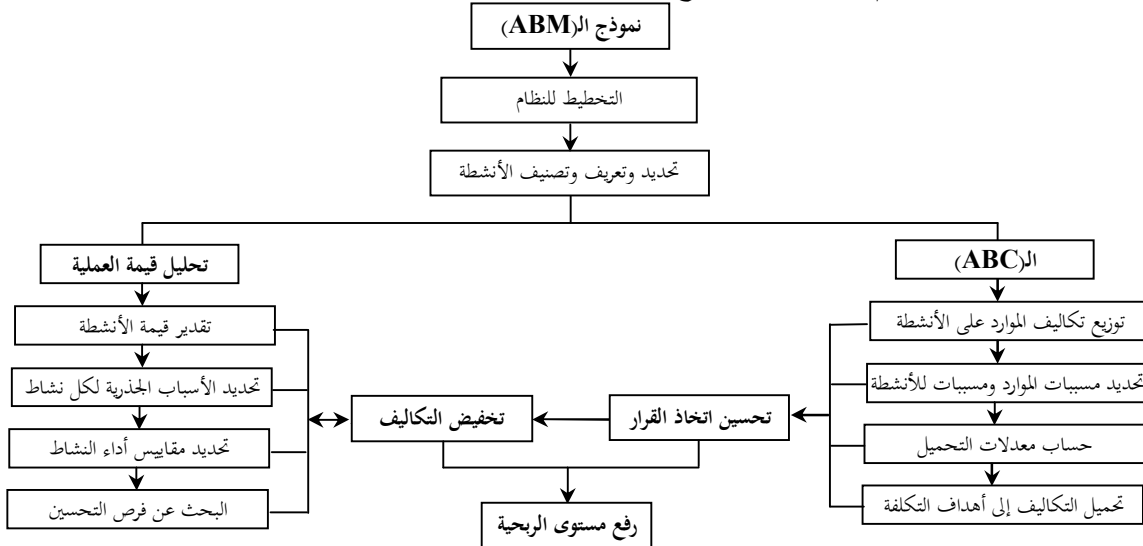 نموذج الـ(ABM)
التخطيط للنظام
تحديد وتعريف وتصنيف الأنشطة
الـ(ABC)
توزيع تكاليف الموارد على الأنشطة
تحديد مسببات الموارد ومسببات للأنشطة
حساب معدلات التحميل
تحميل التكاليف إلى أهداف التكلفة
تحليل قيمة العملية
تقدير قيمة الأنشطة
تحديد الأسباب الجذرية لكل نشاط
تحديد مقاييس أداء النشاط
البحث عن فرص التحسين
تحسين اتخاذ القرار
تخفيض التكاليف
رفع مستوى الربحية